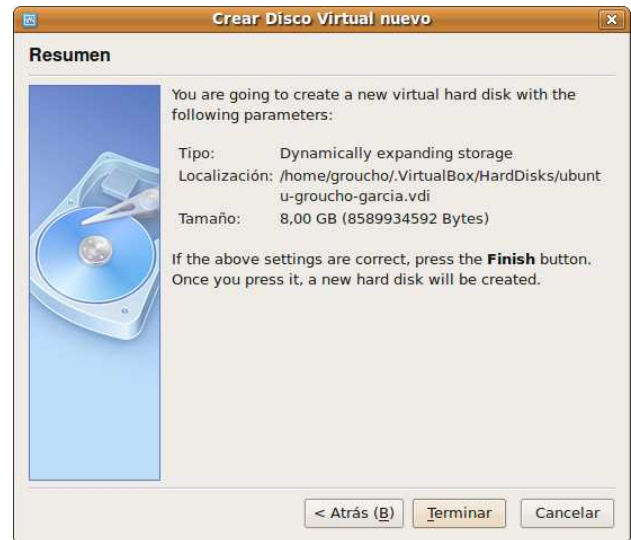 Crear Disco Virtual nuevo
Resumen
You are going to create a new virtual hard disk with the
following parameters:
Tipo: Dynamically expanding storage
Localización: /home/groucho/.VirtualBox/HardDisks/ubunt
u-groucho-garcia.vdi
Tamaño: 8,00 GB (8589934592 Bytes)
If the above settings are correct, press the Finish button.
Once you press it, a new hard disk will be created.
< Atrás (B) Terminar Cancelar